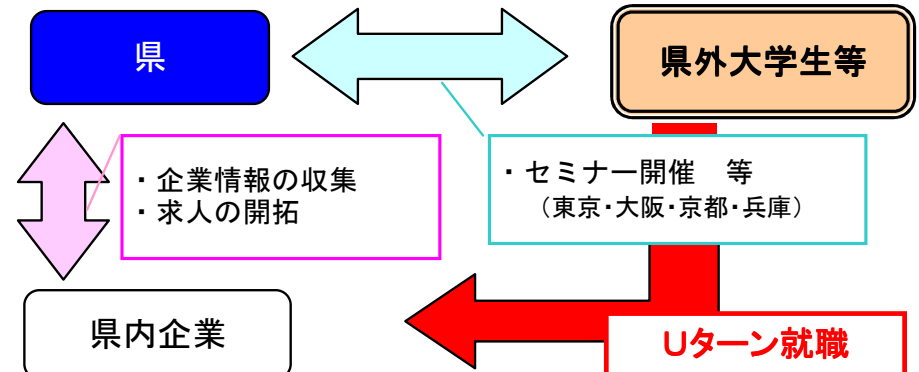 県
県外大学生等
・企業情報の収集
・求人の開拓
・セミナー開催　等
（東京・大阪・京都・兵庫）
県内企業
Uターン就職